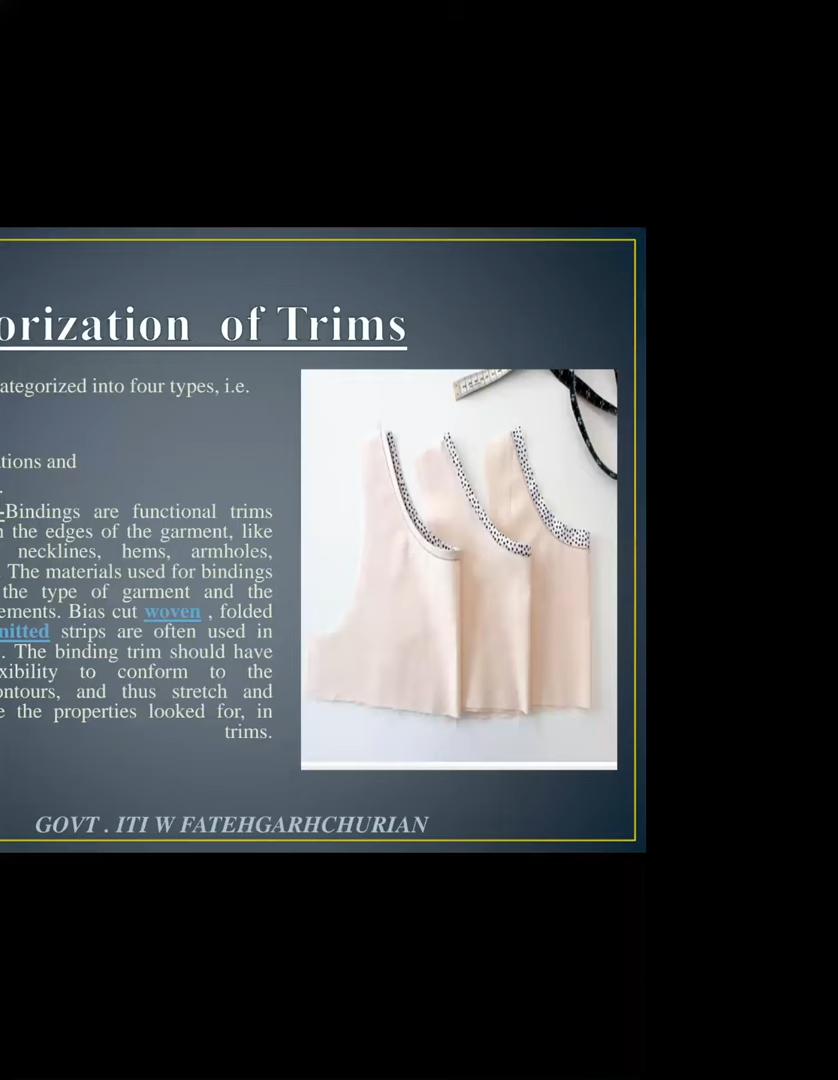 orization of Trims
ategorized into four types, i.e.
tions and
.
-Bindings are functional trims
the edges of the garment, like
necklines, hems, armholes,
. The materials used for bindings
the type of garment and the
ements. Bias cut woven , folded
nitted strips are often used in
. The binding trim should have
xibility to conform to the
ontours, and thus stretch and
e the properties looked for, in
trims.
GOVT . ITI W FATEHGARHCHURIAN